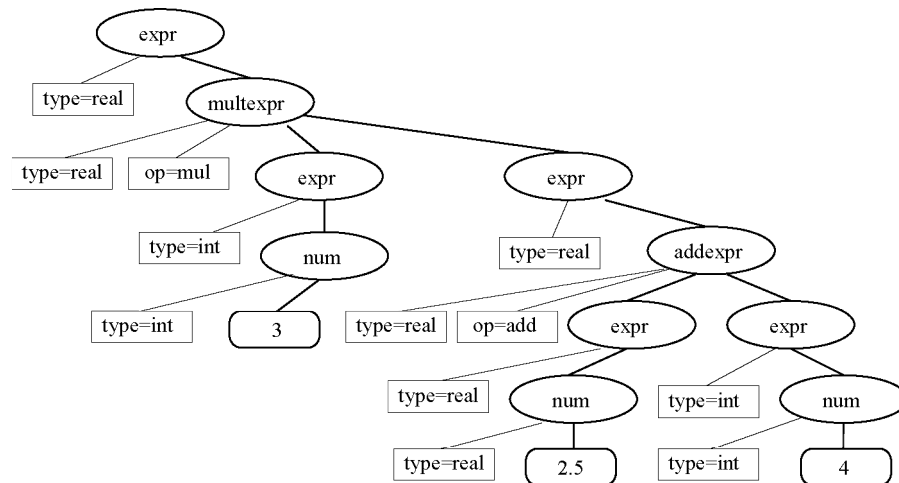 expr
type=real
multexpr
type=real
op=mul
expr
expr
type=int
type=real
num
addexpr
type=int
3
type=real
op=add
expr
expr
type=real
type=int
num
num
type=real
2.5
type=int
4